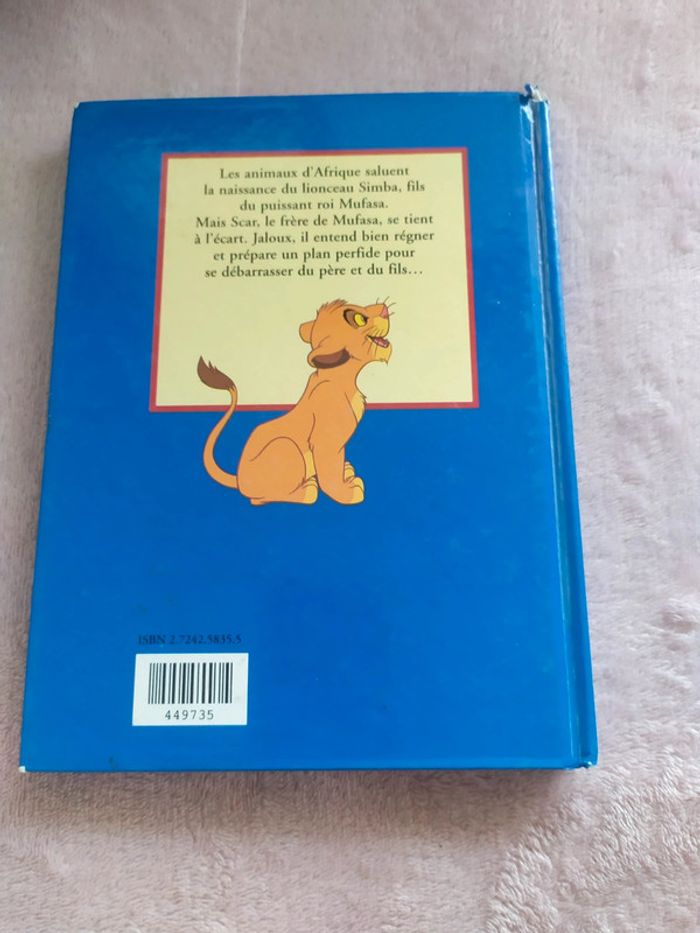 Les animaux d'Afrique saluent
la naissance du lionceau Simba, fils
du puissant roi Mufasa.
Mais Scar, le frère de Mufasa, se tient
à l'écart. Jaloux, il entend bien régner
et prépare un plan perfide pour
se débarrasser du père et du fils…
ISBN 2.7242.5835.5
449735